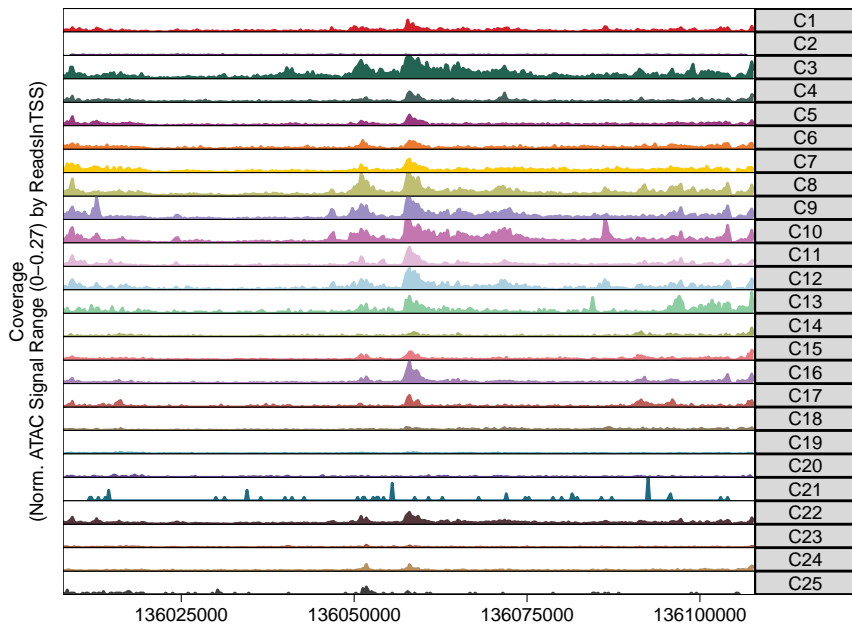 Coverage
(Norm. ATAC Signal Range (0–0.27) by ReadsInTSS)
C1
C2
C3
C4
C5
C6
C7
C8
C9
C10
C11
C12
C13
C14
C15
C16
C17
C18
C19
C20
C21
C22
C23
C24
C25
136025000 136050000 136075000 136100000